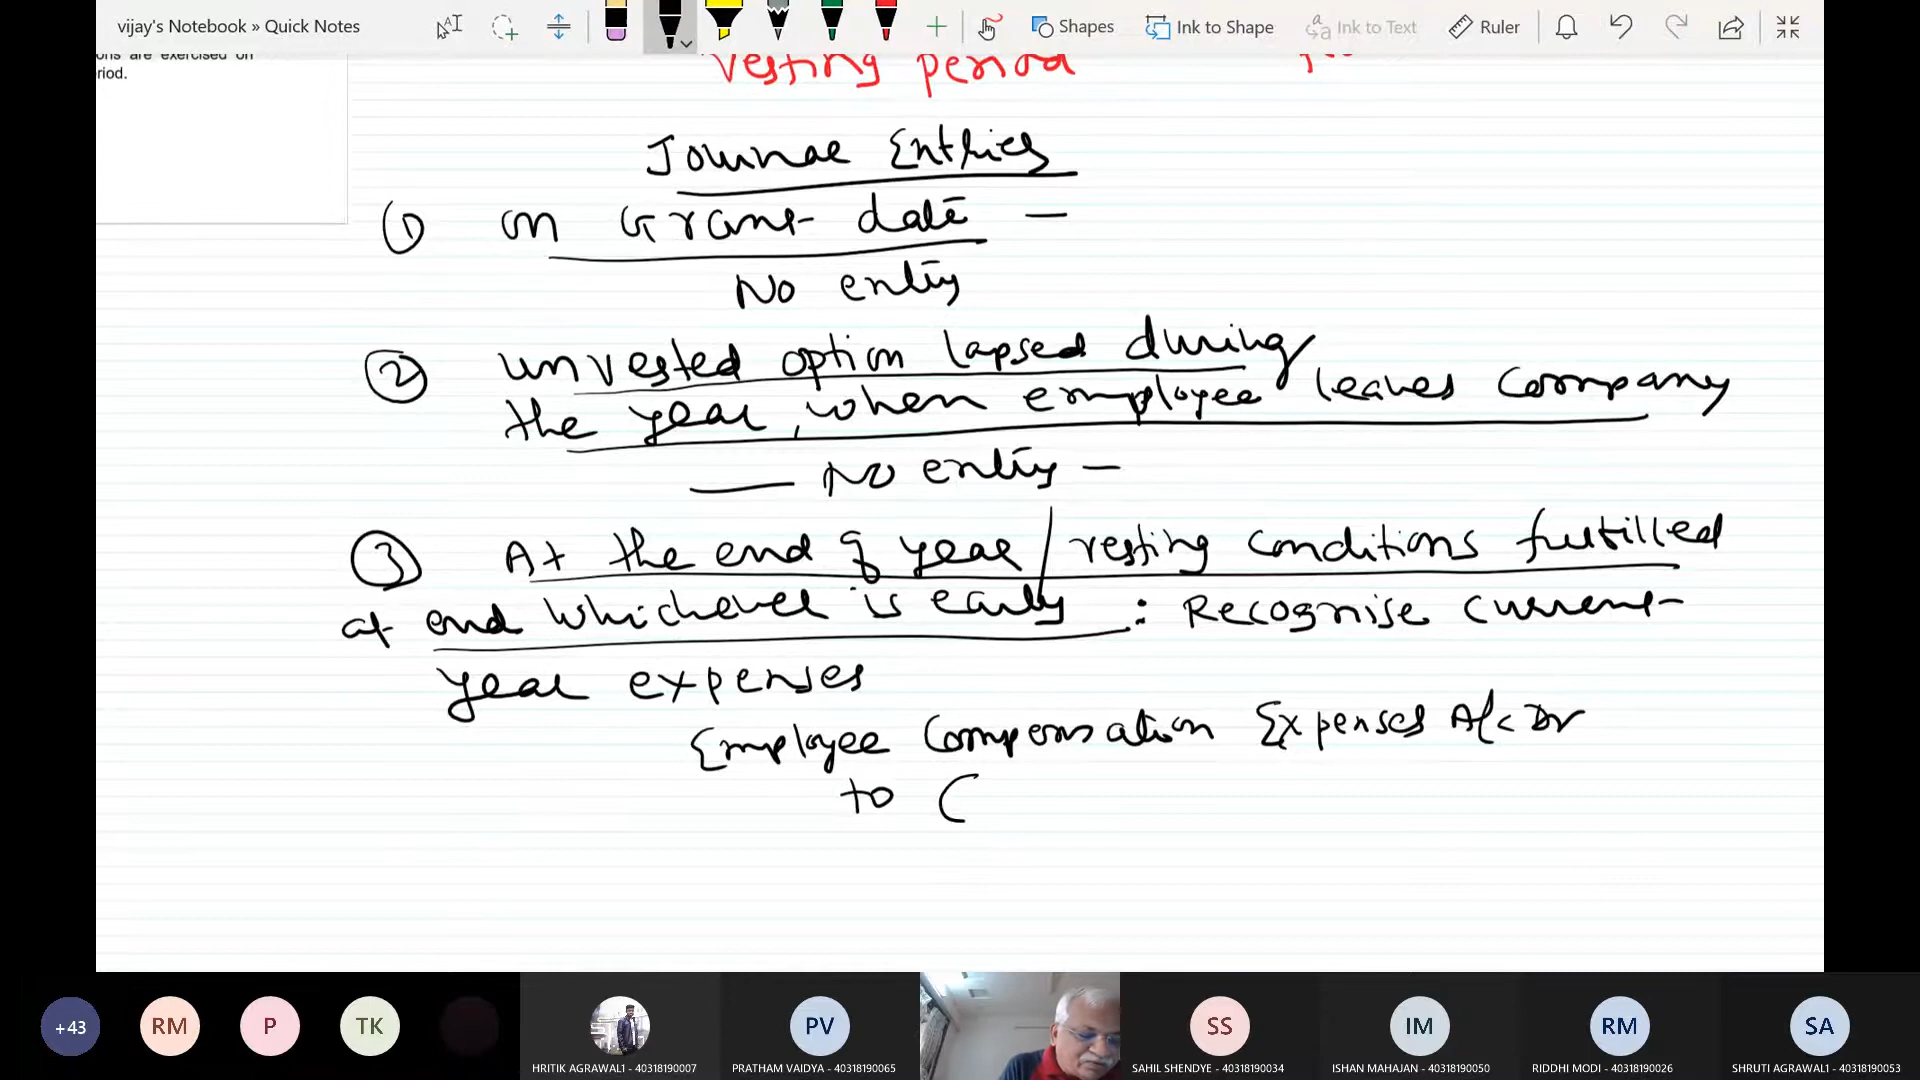 vijay's Notebook » Quick Notes
Shapes
Ink to Shape
Ink to Text
Ruler
ons are exercised on
riod.
Vesting period
Journal Entries
① on Grant date —
No entry
② unvested option lapsed during
the year, when employee leaves company
— No entry —
③ At the end of year / vesting conditions fulfilled
at end whichever is early : Recognise current
year expenses
Employee Compensation Expenses A/c Dr
to (
+43
RM
P
TK
HRITIK AGRAWAL1 - 40318190007
PV
PRATHAM VAIDYA - 40318190065
SS
SAHIL SHENDYE - 40318190034
IM
ISHAN MAHAJAN - 40318190050
RM
RIDDHI MODI - 40318190026
SA
SHRUTI AGRAWAL1 - 40318190053